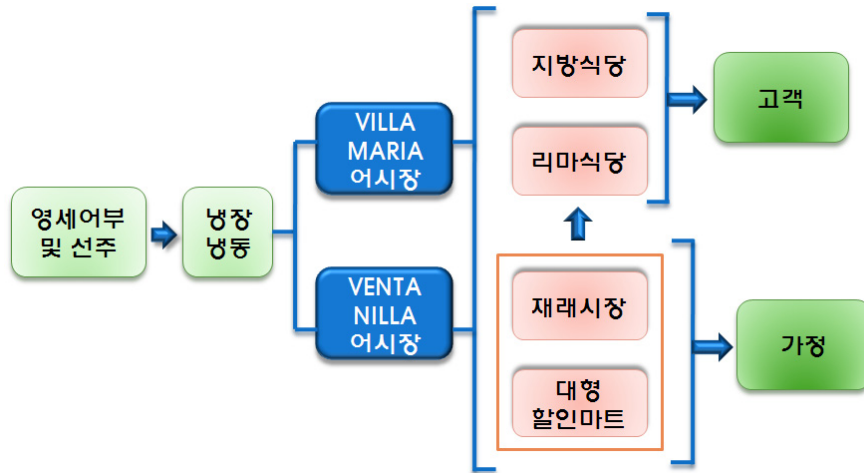 영세어부
및 선주
냉장
냉동
VILLA
MARIA
어시장
VENTA
NILLA
어시장
지방식당
리마식당
재래시장
대형
할인마트
고객
가정